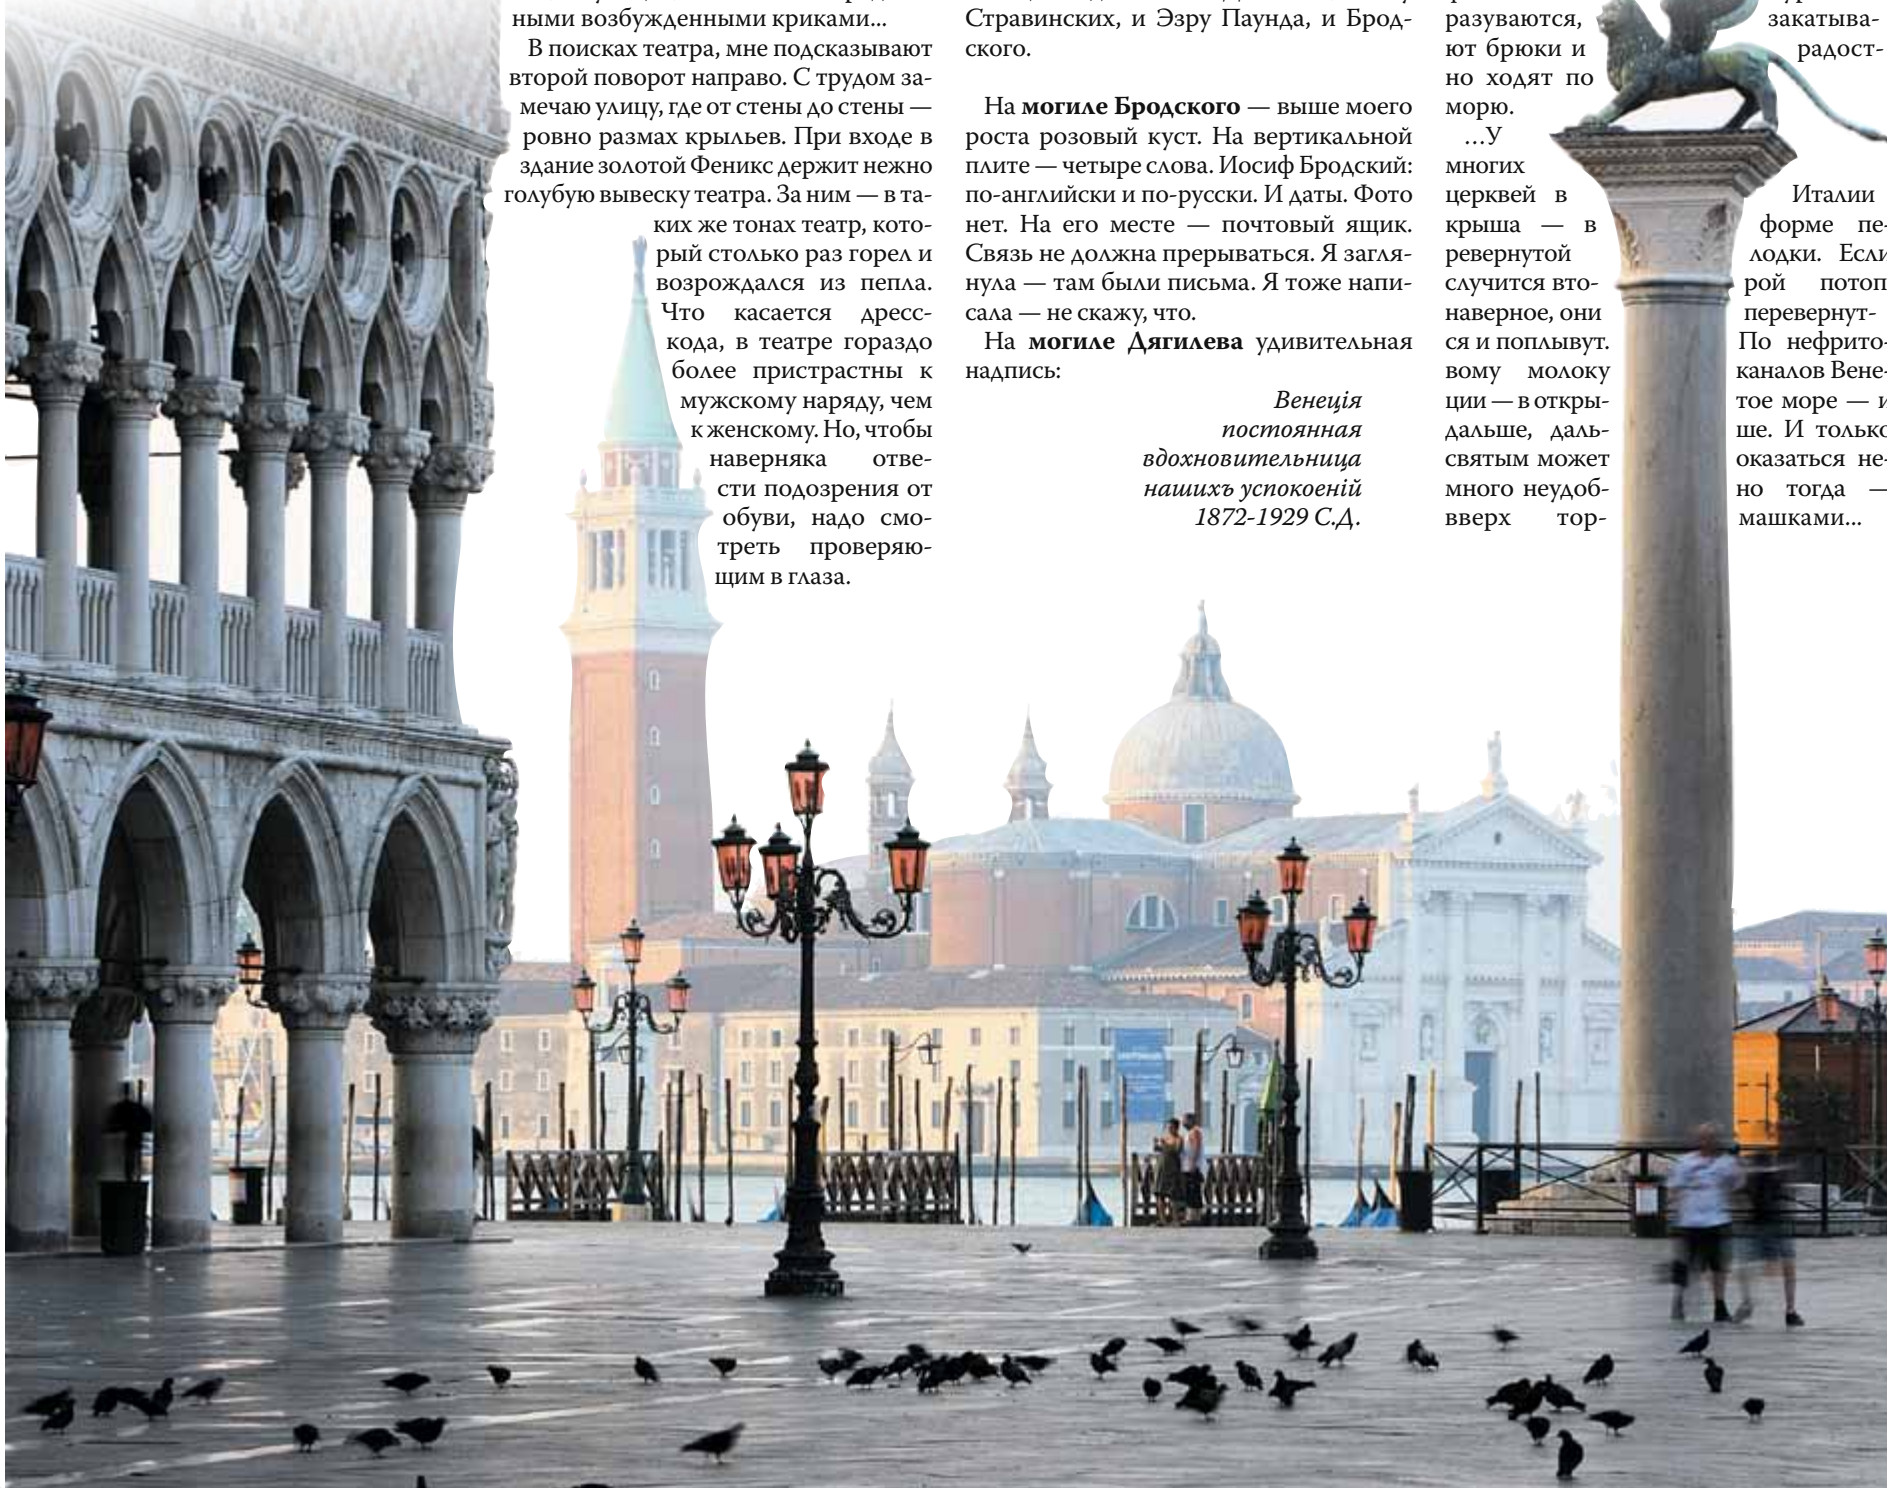 ными возбужденными криками...
В поисках театра, мне подсказывают
второй поворот направо. С трудом за-
мечаю улицу, где от стены до стены —
ровно размах крыльев. При входе в
здание золотой Феникс держит нежно
голубую вывеску театра. За ним — в та-
ких же тонах театр, кото-
рый столько раз горел и
возрождался из пепла.
Что касается дресс-
кода, в театре гораздо
более пристрастны к
мужскому наряду, чем
к женскому. Но, чтобы
наверняка отве-
сти подозрения от
обуви, надо смо-
треть проверяю-
щим в глаза.
Стравинских, и Эзру Паунда, и Брод-
ского.
На могиле Бродского — выше моего
роста розовый куст. На вертикальной
плите — четыре слова. Иосиф Бродский:
по-английски и по-русски. И даты. Фото
нет. На его месте — почтовый ящик.
Связь не должна прерываться. Я загля-
нула — там были письма. Я тоже напи-
сала — не скажу, что.
На могиле Дягилева удивительная
надпись:
Венеція
постоянная
вдохновительница
нашихъ успокоеній
1872-1929 С.Д.
разуваются, закатыва-
ют брюки и радост-
но ходят по
морю.
...У
многих
церквей в Италии
крыша — в форме пе-
ревернутой лодки. Если
случится вто- рой потоп
наверное, они перевернут-
ся и поплывут. По нефрито-
вому молоку каналов Вене-
ции — в откры- тое море — и
дальше, даль- ше. И только
святым может оказаться не-
много неудоб- но тогда —
вверх тор- машками...